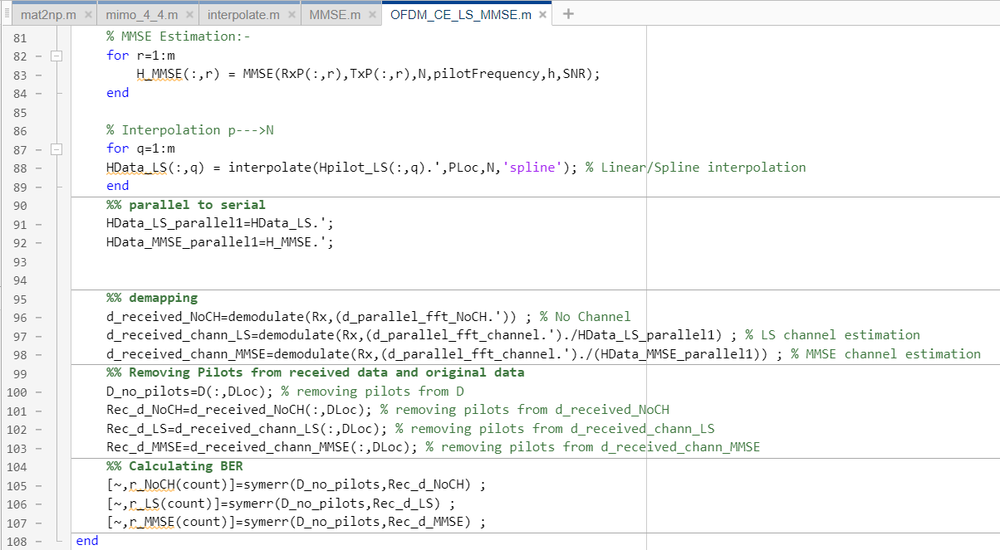 mat2np.m × mimo_4_4.m × interpolate.m × MMSE.m × OFDM_CE_LS_MMSE.m × +
81 % MMSE Estimation:-
82 – for r=1:m
83 – H_MMSE(:,r) = MMSE(RxP(:,r),TxP(:,r),N,pilotFrequency,h,SNR);
84 – end
85
86 % Interpolation p--->N
87 – for q=1:m
88 – HData_LS(:,q) = interpolate(Hpilot_LS(:,q).',PLoc,N,'spline'); % Linear/Spline interpolation
89 – end
90 %% parallel to serial
91 – HData_LS_parallel1=HData_LS.';
92 – HData_MMSE_parallel1=H_MMSE.';
93
94
95 %% demapping
96 – d_received_NoCH=demodulate(Rx,(d_parallel_fft_NoCH.')) ; % No Channel
97 – d_received_chann_LS=demodulate(Rx,(d_parallel_fft_channel.')./HData_LS_parallel1) ; % LS channel estimation
98 – d_received_chann_MMSE=demodulate(Rx,(d_parallel_fft_channel.')./(HData_MMSE_parallel1)) ; % MMSE channel estimation
99 %% Removing Pilots from received data and original data
100 – D_no_pilots=D(:,DLoc); % removing pilots from D
101 – Rec_d_NoCH=d_received_NoCH(:,DLoc); % removing pilots from d_received_NoCH
102 – Rec_d_LS=d_received_chann_LS(:,DLoc); % removing pilots from d_received_chann_LS
103 – Rec_d_MMSE=d_received_chann_MMSE(:,DLoc); % removing pilots from d_received_chann_MMSE
104 %% Calculating BER
105 – [~,r_NoCH(count)]=symerr(D_no_pilots,Rec_d_NoCH) ;
106 – [~,r_LS(count)]=symerr(D_no_pilots,Rec_d_LS) ;
107 – [~,r_MMSE(count)]=symerr(D_no_pilots,Rec_d_MMSE) ;
108 – end